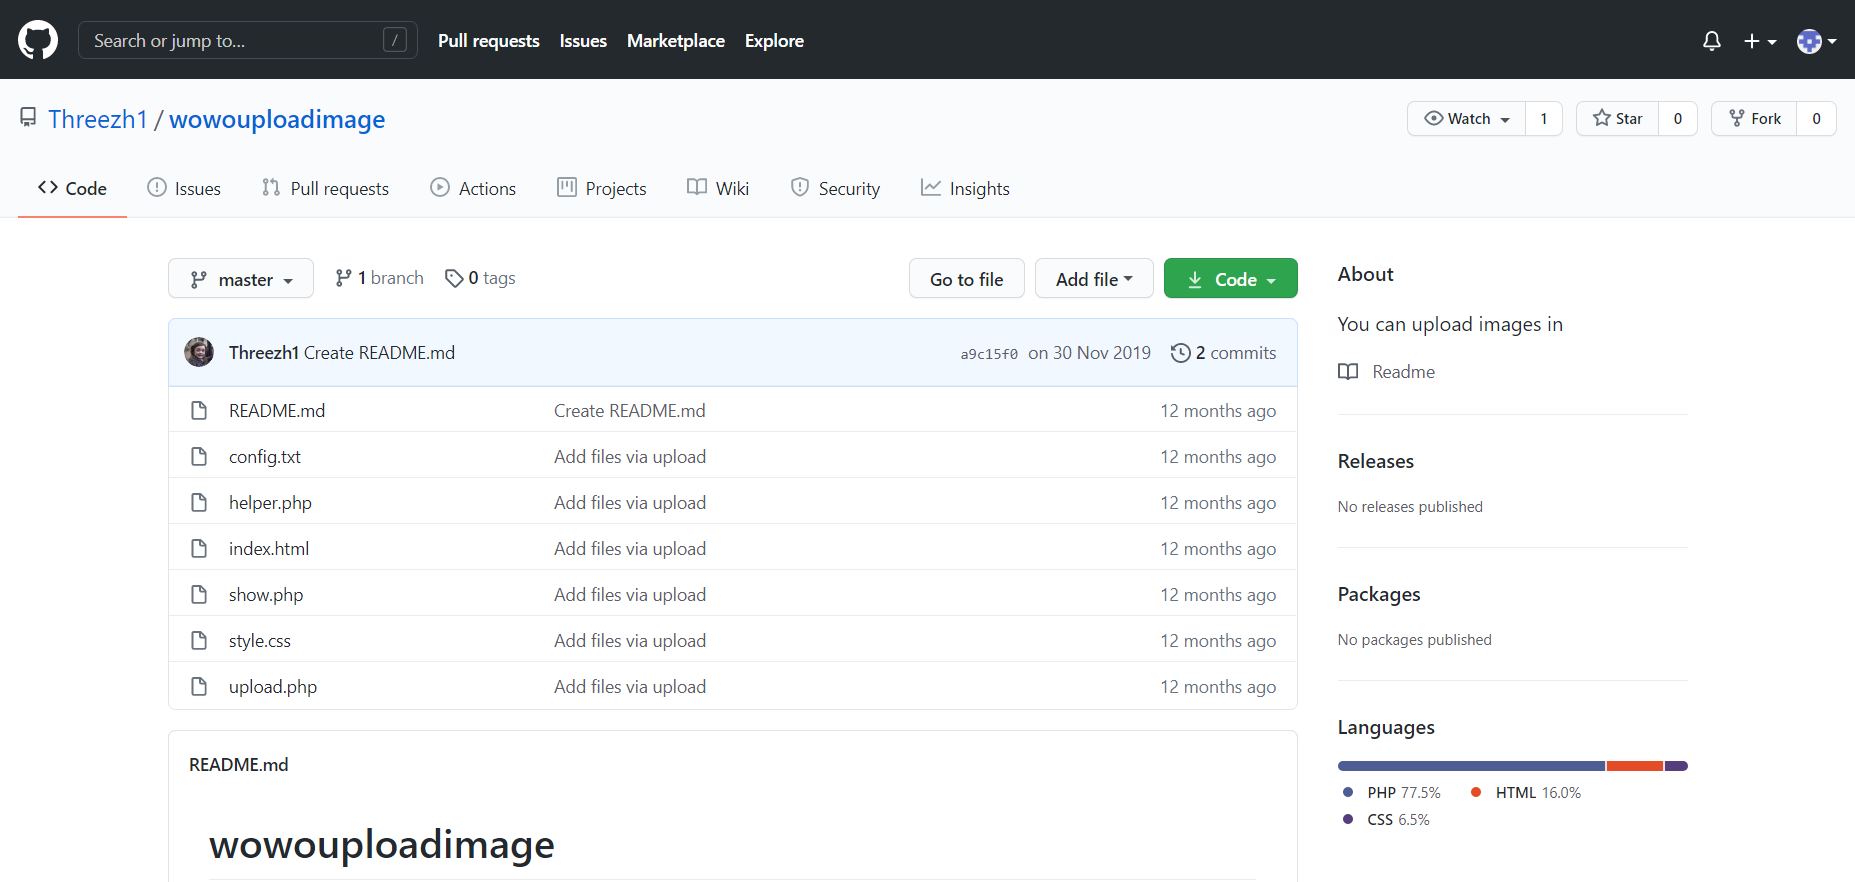 Search or jump to... /
Pull requests Issues Marketplace Explore
Threezh1 / wowouploadimage
Watch 1 Star 0 Fork 0
Code Issues Pull requests Actions Projects Wiki Security Insights
master 1 branch 0 tags Go to file Add file Code
Threezh1 Create README.md a9c15f0 on 30 Nov 2019 2 commits
README.md Create README.md 12 months ago
config.txt Add files via upload 12 months ago
helper.php Add files via upload 12 months ago
index.html Add files via upload 12 months ago
show.php Add files via upload 12 months ago
style.css Add files via upload 12 months ago
upload.php Add files via upload 12 months ago
README.md
wowouploadimage
About
You can upload images in
Readme
Releases
No releases published
Packages
No packages published
Languages
PHP 77.5% HTML 16.0%
CSS 6.5%